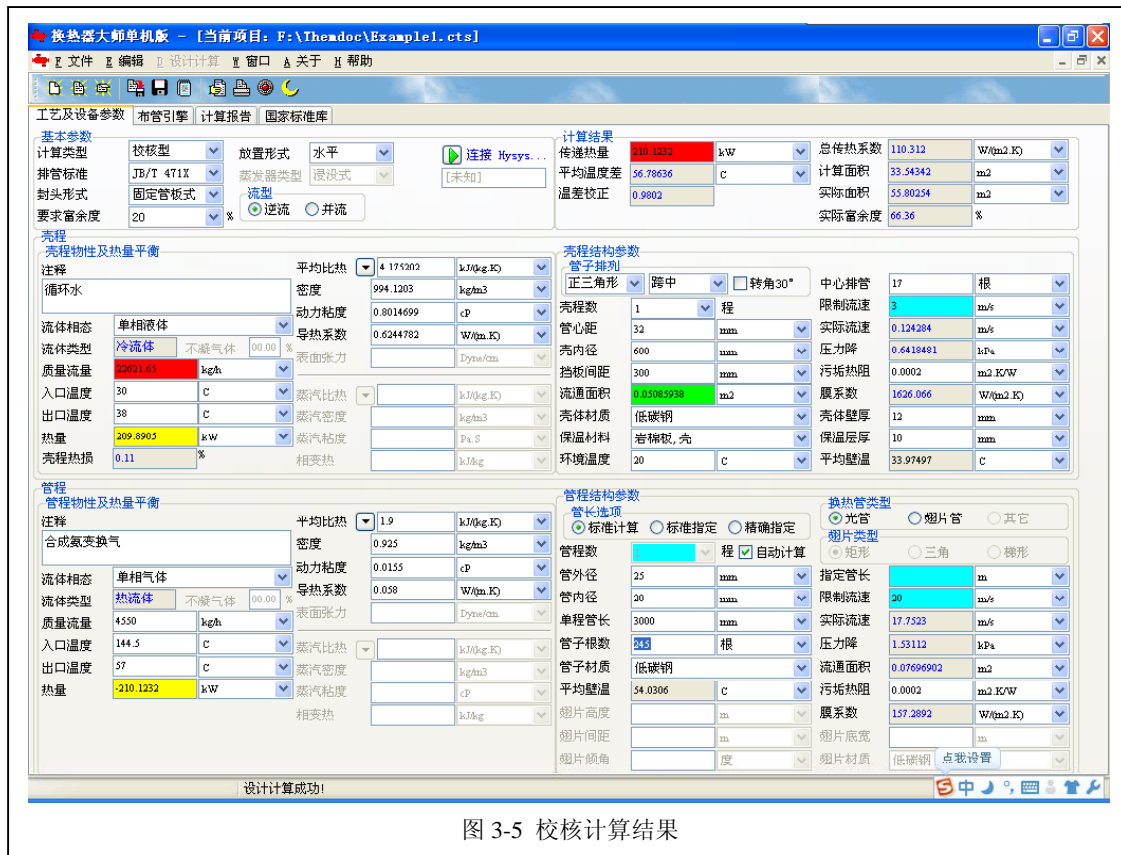 换热器大师单机版 - [当前项目: F:\Themdoc\Example1.cts]
F 文件 E 编辑 D 设计计算 W 窗口 A 关于 H 帮助
工艺及设备参数 布管引擎 计算报告 国家标准库
基本参数
计算类型 校核型 放置形式 水平 连接 Hysys...
排管标准 JB/T 471X 蒸发器类型 浸没式 [未知]
封头形式 固定管板式 流型
逆流 并流
要求富余度 20 %
计算结果
传递热量 210.1232 kW 总传热系数 110.312 W/(m2.K)
平均温度差 56.78636 C 计算面积 33.54342 m2
温差校正 0.9802 实际面积 55.80254 m2
实际富余度 66.36 %
壳程
壳程物性及热量平衡
注释 平均比热 4.175202 kJ/(kg.K)
循环水 密度 994.1203 kg/m3
动力粘度 0.8014699 cP
流体相态 单相液体 导热系数 0.6244782 W/(m.K)
流体类型 冷流体 不凝气体 00.00 % 表面张力 Dyne/cm
质量流量 22621.65 kg/h
入口温度 30 C 蒸汽比热 kJ/(kg.K)
出口温度 38 C 蒸汽密度 kg/m3
热量 209.8905 kW 蒸汽粘度 Pa.S
壳程热损 0.11 % 相变热 kJ/kg
壳程结构参数
管子排列
正三角形 跨中 转角30° 中心排管 17 根
壳程数 1 程 限制流速 3 m/s
管心距 32 mm 实际流速 0.124284 m/s
壳内径 600 mm 压力降 0.6418481 kPa
挡板间距 300 mm 污垢热阻 0.0002 m2.K/W
流通面积 0.05085938 m2 膜系数 1626.066 W/(m2.K)
壳体材质 低碳钢 壳体壁厚 12 mm
保温材料 岩棉板,壳 保温层厚 10 mm
环境温度 20 C 平均壁温 33.97497 C
管程
管程物性及热量平衡
注释 平均比热 1.9 kJ/(kg.K)
合成氨变换气 密度 0.925 kg/m3
动力粘度 0.0155 cP
流体相态 单相气体 导热系数 0.058 W/(m.K)
流体类型 热流体 不凝气体 00.00 % 表面张力 Dyne/cm
质量流量 4550 kg/h
入口温度 144.5 C 蒸汽比热 kJ/(kg.K)
出口温度 57 C 蒸汽密度 kg/m3
热量 -210.1232 kW 蒸汽粘度 cP
相变热 kJ/kg
管程结构参数
管长选项 换热管类型
标准计算 标准指定 精确指定 光管 翅片管 其它
翅片类型
管程数 1 程 自动计算 矩形 三角 梯形
管外径 25 mm 指定管长 m
管内径 20 mm 限制流速 20 m/s
单程管长 3000 mm 实际流速 17.7523 m/s
管子根数 245 根 压力降 1.53112 kPa
管子材质 低碳钢 流通面积 0.07696902 m2
平均壁温 54.0306 C 污垢热阻 0.0002 m2.K/W
翅片高度 m 膜系数 157.2892 W/(m2.K)
翅片间距 m 翅片底宽 m
翅片倾角 度 翅片材质 低碳钢 点我设置
设计计算成功! 中
图 3-5 校核计算结果